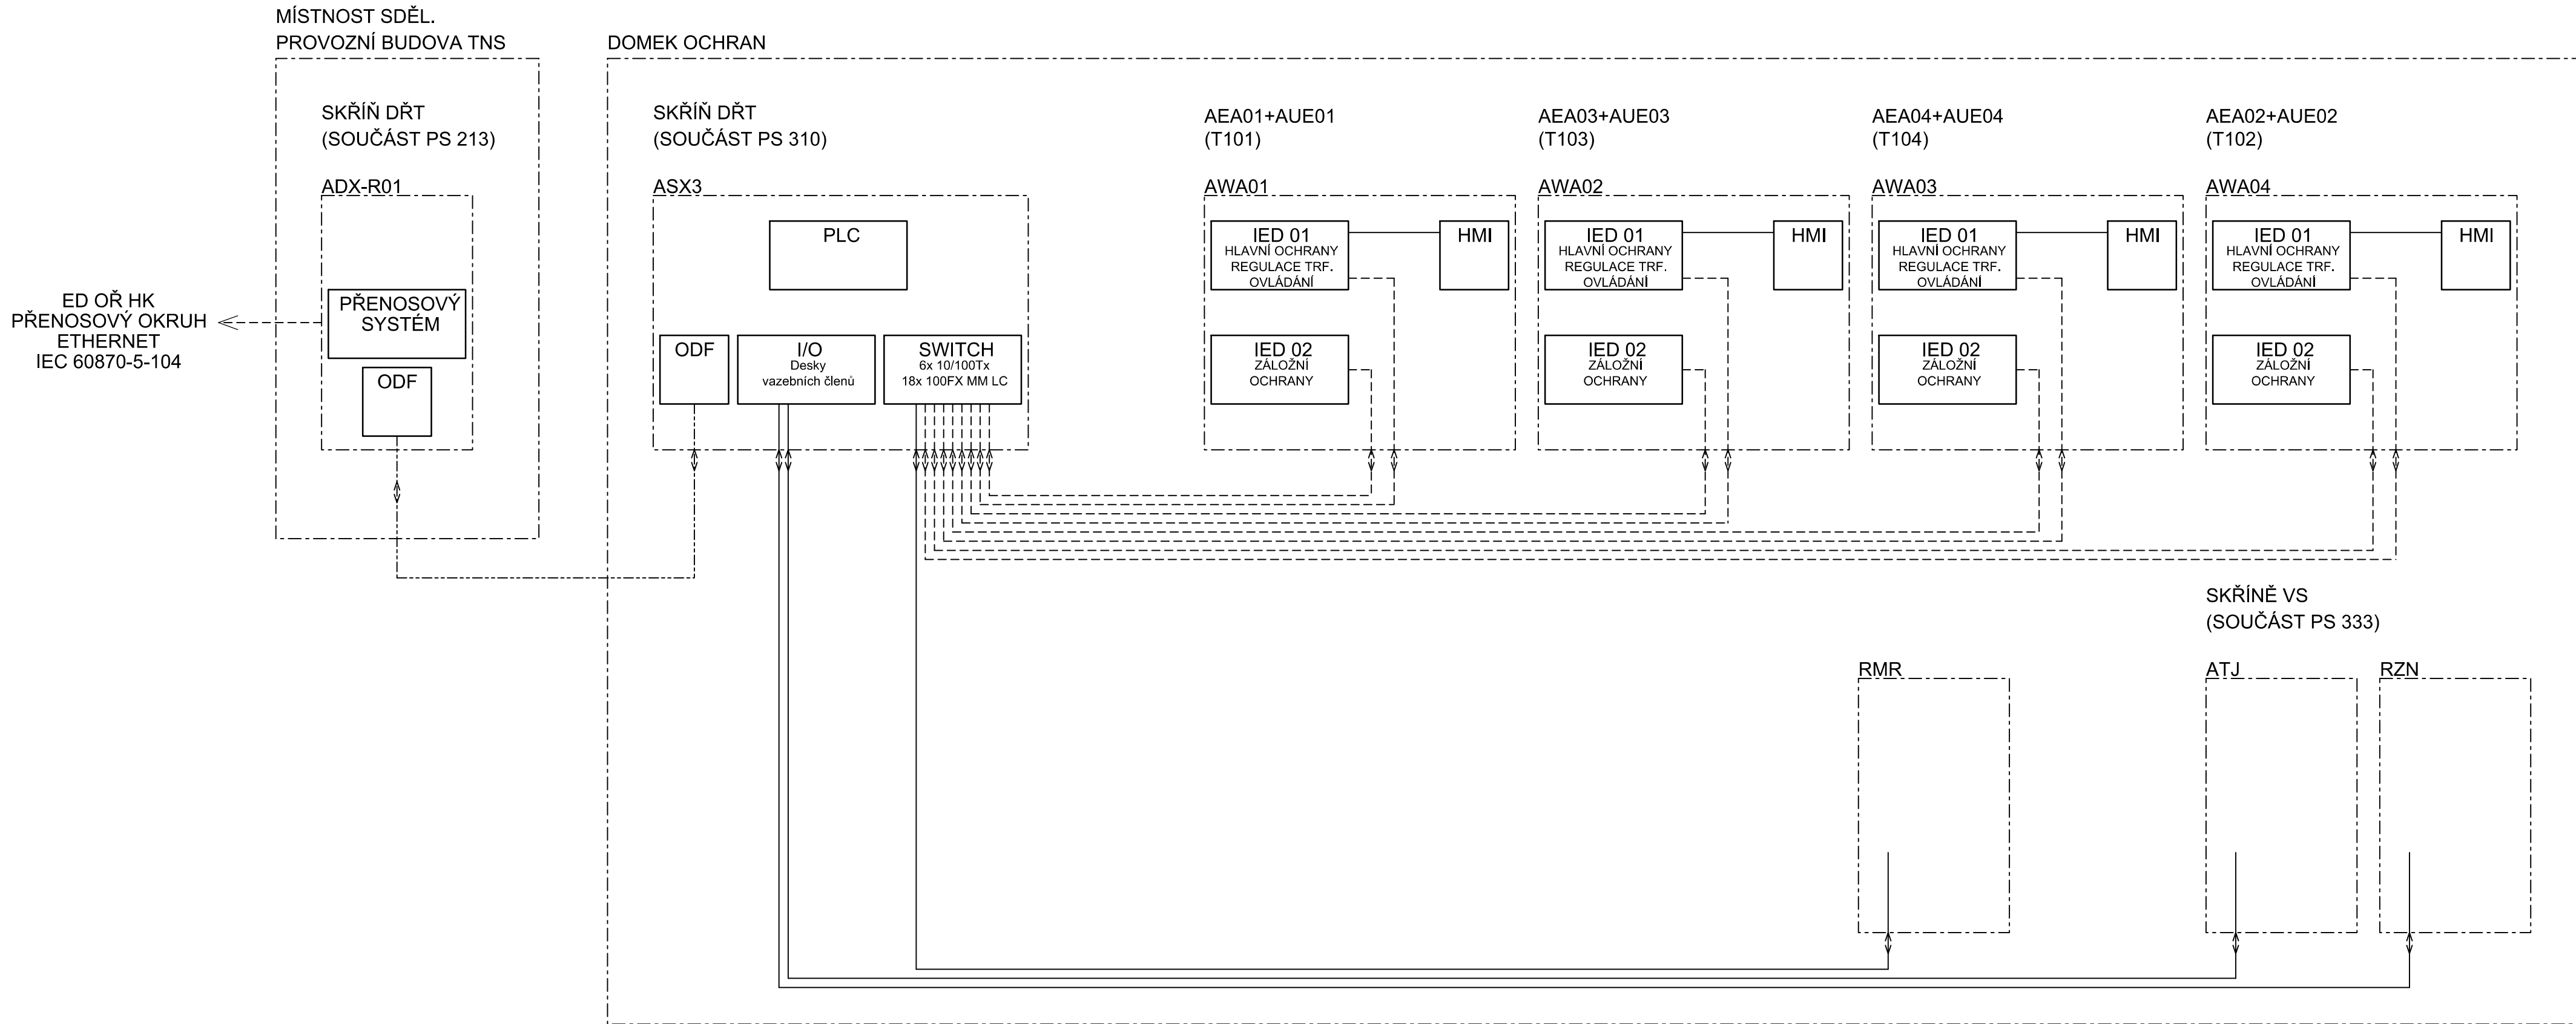 MÍSTNOST SDĚL.
PROVOZNÍ BUDOVA TNS
DOMEK OCHRAN
SKŘÍŇ DŘT
(SOUČÁST PS 213)
ADX-R01
PŘENOSOVÝ
SYSTÉM
ODF
ED OŘ HK
PŘENOSOVÝ OKRUH
ETHERNET
IEC 60870-5-104
SKŘÍŇ DŘT
(SOUČÁST PS 310)
ASX3
PLC
ODF
I/O
Desky
vazebních členů
SWITCH
6x 10/100Tx
18x 100FX MM LC
AEA01+AUE01
(T101)
AWA01
IED 01
HLAVNÍ OCHRANY
REGULACE TRF.
OVLÁDÁNÍ
HMI
IED 02
ZÁLOŽNÍ
OCHRANY
AEA03+AUE03
(T103)
AWA02
IED 01
HLAVNÍ OCHRANY
REGULACE TRF.
OVLÁDÁNÍ
HMI
IED 02
ZÁLOŽNÍ
OCHRANY
AEA04+AUE04
(T104)
AWA03
IED 01
HLAVNÍ OCHRANY
REGULACE TRF.
OVLÁDÁNÍ
HMI
IED 02
ZÁLOŽNÍ
OCHRANY
AEA02+AUE02
(T102)
AWA04
IED 01
HLAVNÍ OCHRANY
REGULACE TRF.
OVLÁDÁNÍ
HMI
IED 02
ZÁLOŽNÍ
OCHRANY
SKŘÍNĚ VS
(SOUČÁST PS 333)
RMR
ATJ
RZN